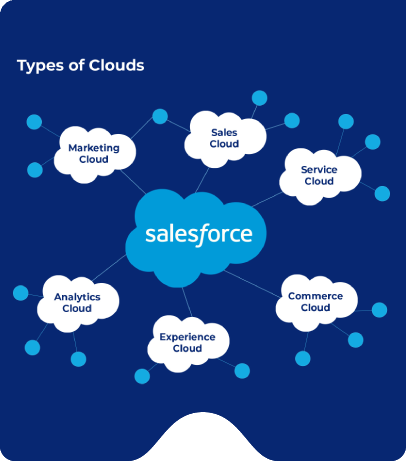 Types of Clouds
Sales
Cloud
Marketing
Cloud
Service
Cloud
salesforce
Analytics
Cloud
Commerce
Cloud
Experience
Cloud